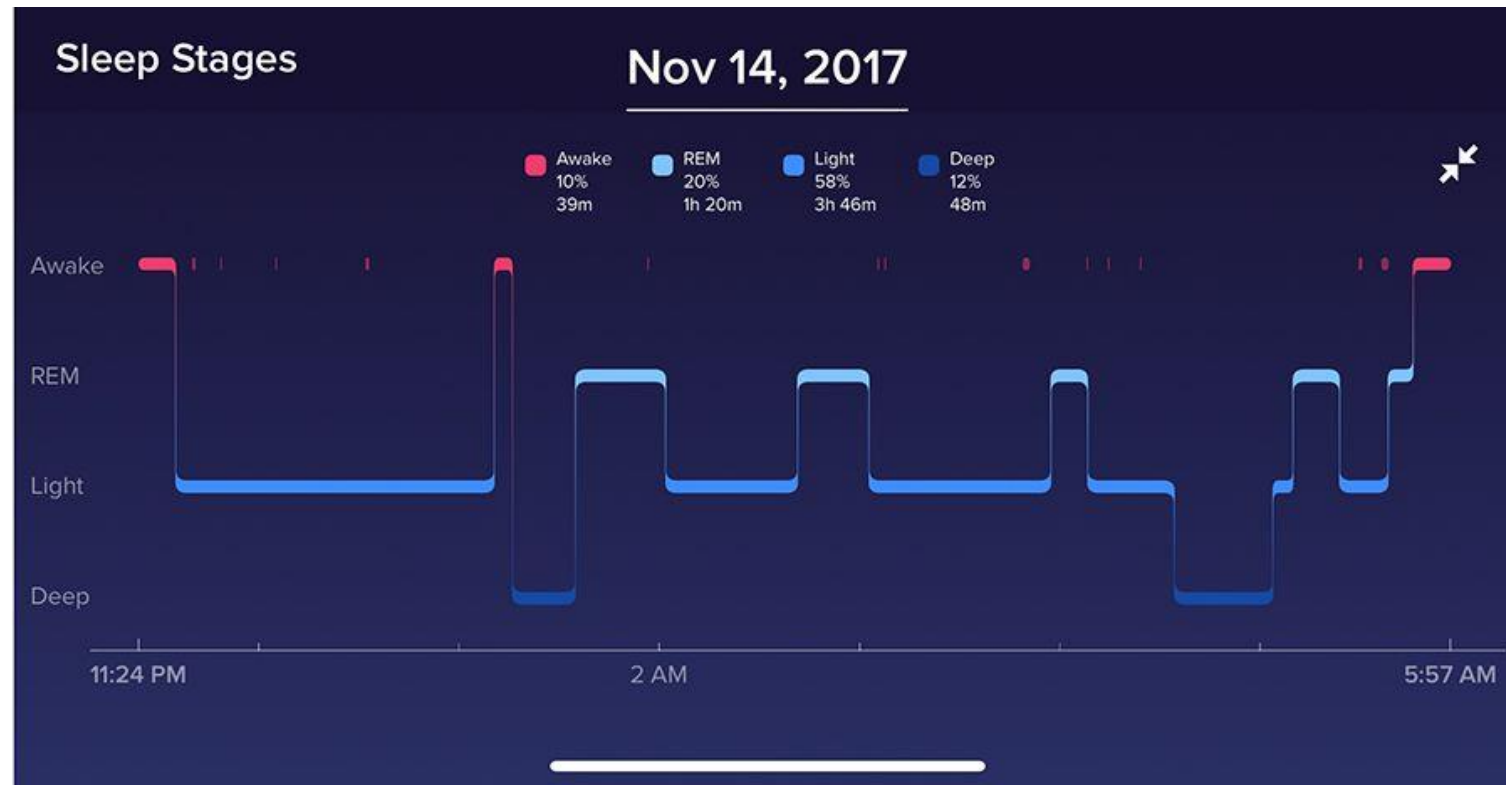 Sleep Stages
Nov 14, 2017
Awake
10%
39m
REM
20%
1h 20m
Light
58%
3h 46m
Deep
12%
48m
Awake
REM
Light
Deep
11:24 PM
2 AM
5:57 AM